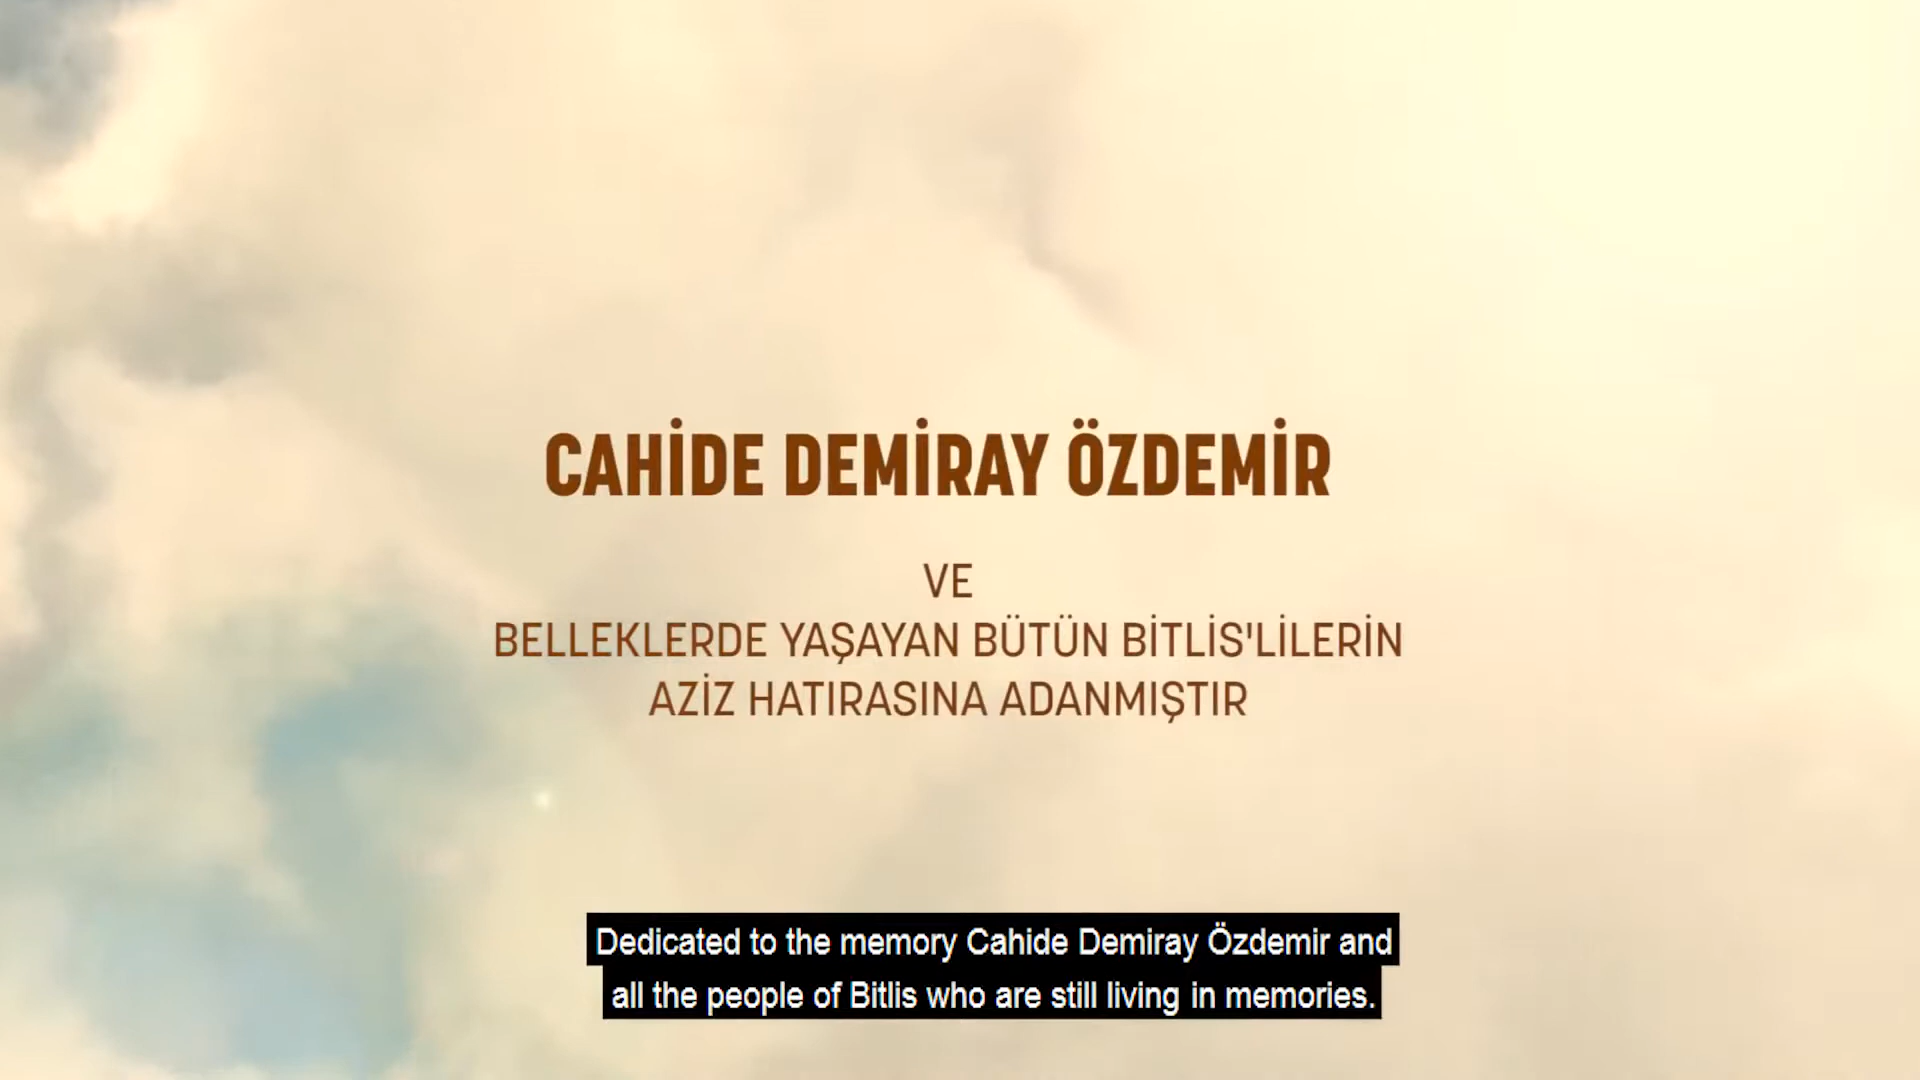 CAHİDE DEMİRAY ÖZDEMİR
VE
BELLEKLERDE YAŞAYAN BÜTÜN BİTLİS'LİLERİN
AZİZ HATIRASINA ADANMIŞTIR
Dedicated to the memory Cahide Demiray Özdemir and
all the people of Bitlis who are still living in memories.